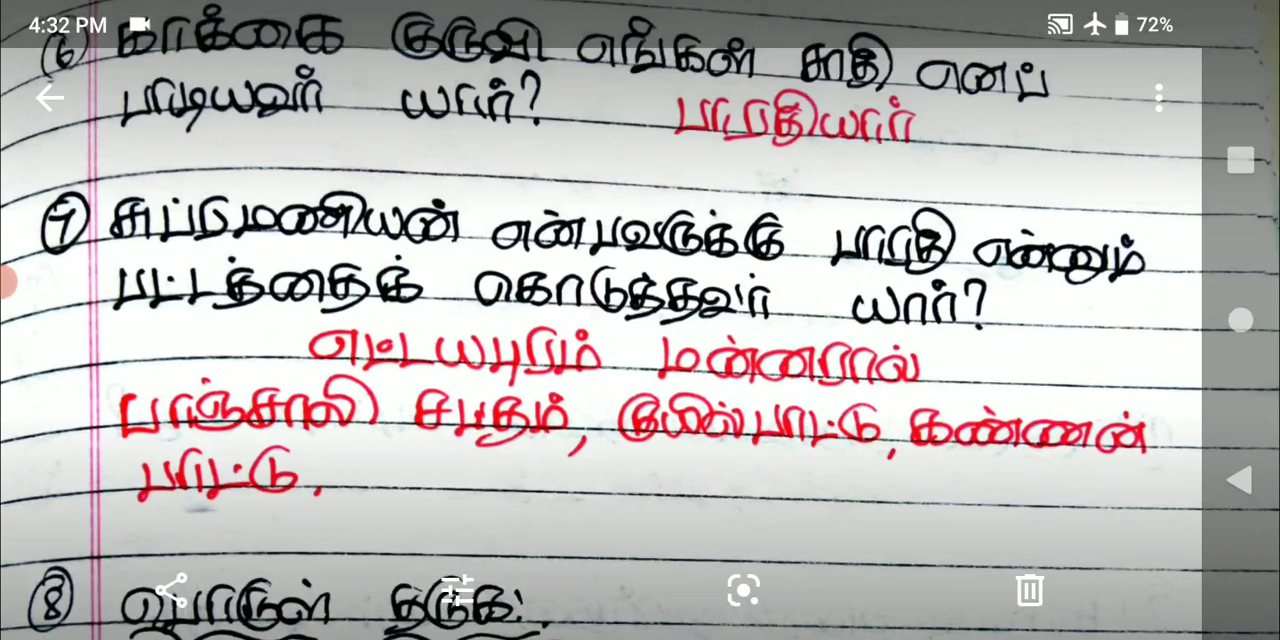 4:32 PM 72%
6 காக்கை குருவி எங்கள் சாதி எனப்
பாடியவர் யார்? பாரதியார்
7 சுப்ரமணியன் என்பவருக்கு பாரதி என்னும்
பட்டத்தைக் கொடுத்தவர் யார்?
எட்டயபுரம் மன்னரால்
பாஞ்சாலி சபதம், குயில்பாட்டு, கண்ணன்
பாட்டு.
8 பொருள் தருக:.